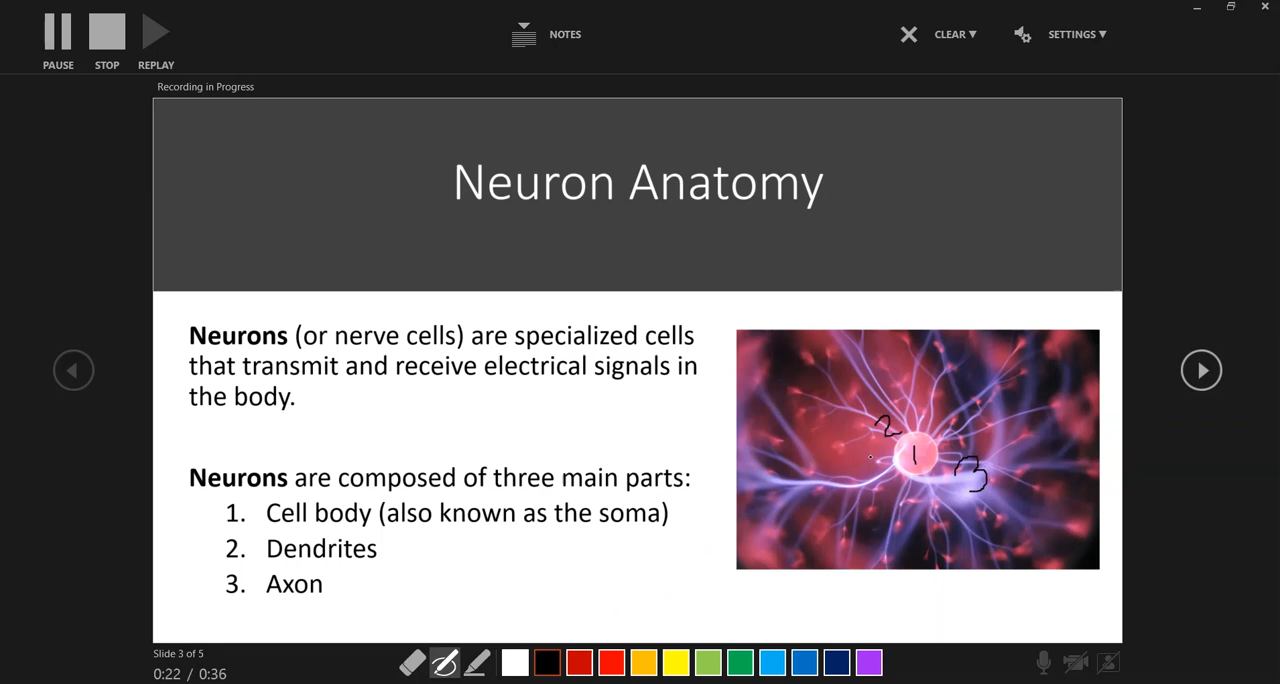 PAUSE STOP REPLAY
NOTES
CLEAR ▼
SETTINGS ▼
Recording in Progress
Neuron Anatomy
Neurons (or nerve cells) are specialized cells
that transmit and receive electrical signals in
the body.
Neurons are composed of three main parts:
1. Cell body (also known as the soma)
2. Dendrites
3. Axon
2
1
3
Slide 3 of 5
0:22 / 0:36